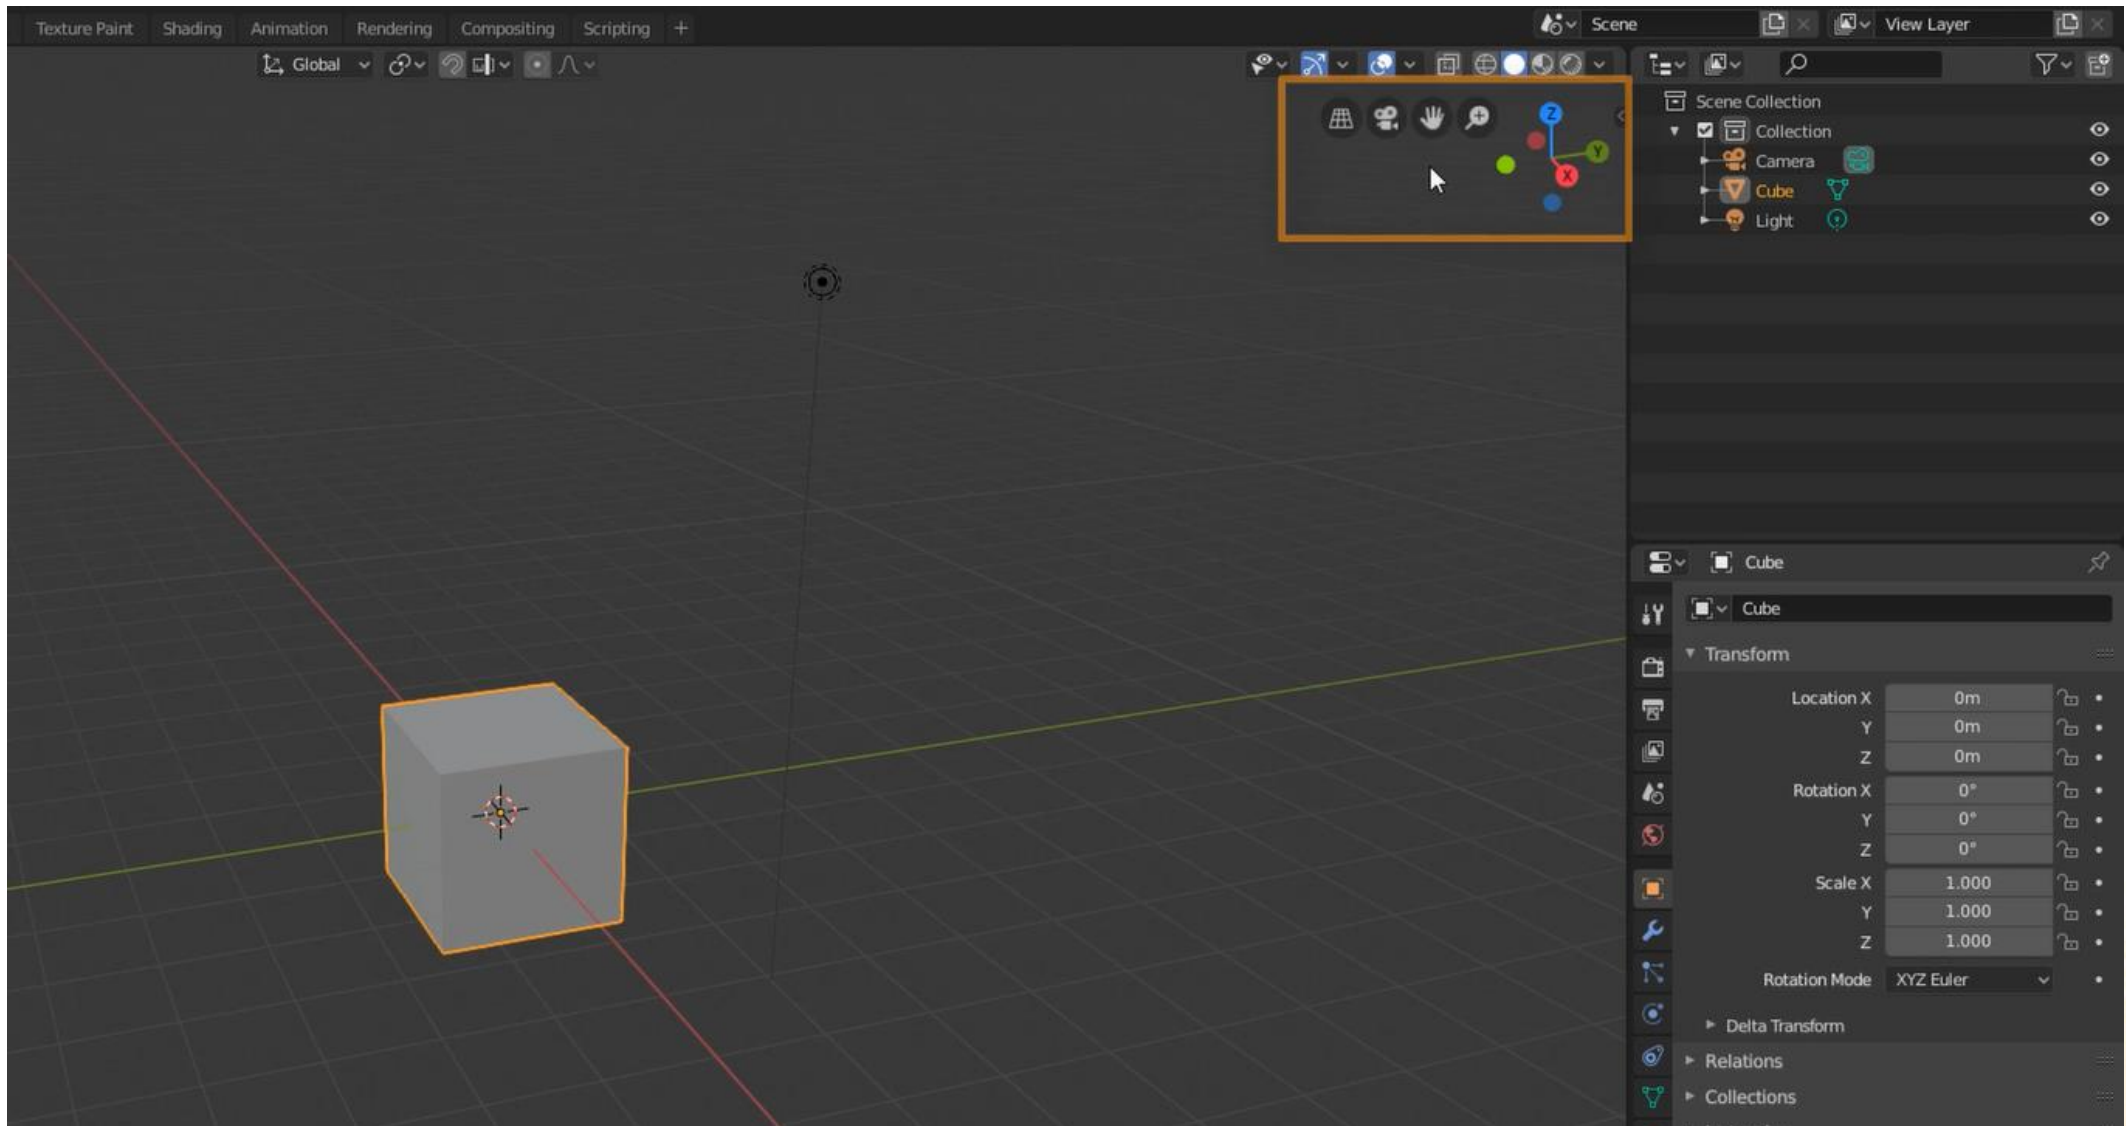 Texture Paint Shading Animation Rendering Compositing Scripting + Scene View Layer
Global
Z
Y
X
Scene Collection
Collection
Camera
Cube
Light
Cube
Cube
Transform
Location X 0m
Y 0m
Z 0m
Rotation X 0°
Y 0°
Z 0°
Scale X 1.000
Y 1.000
Z 1.000
Rotation Mode XYZ Euler
Delta Transform
Relations
Collections